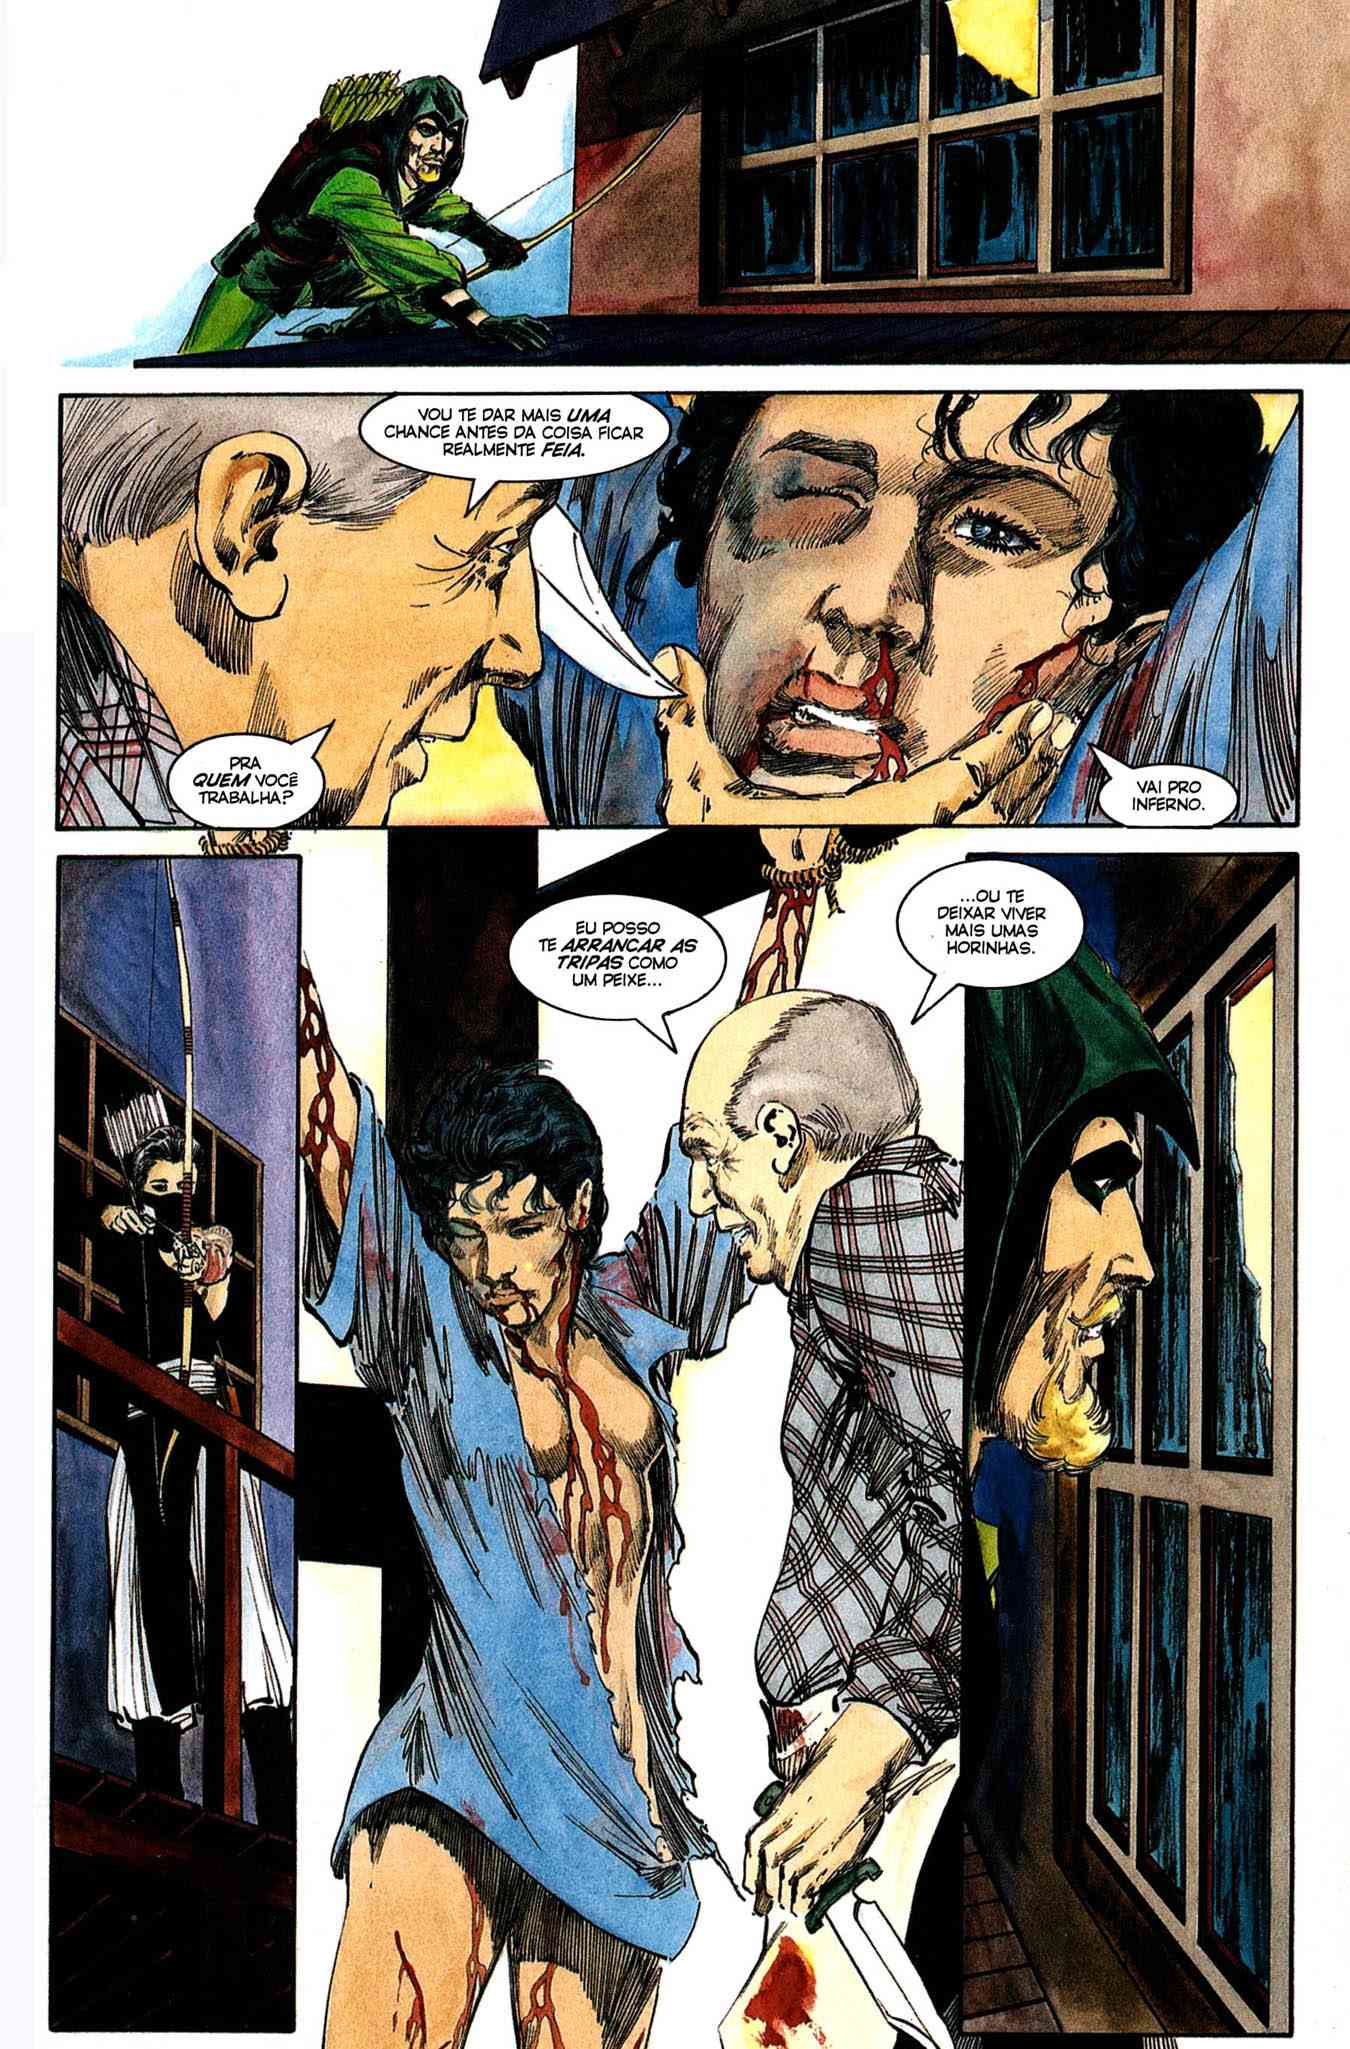 VOU TE DAR MAIS UMA
CHANCE ANTES DA COISA FICAR
REALMENTE FEIA.
PRA
QUEM VOCÊ
TRABALHA?
VAI PRO
INFERNO.
EU POSSO
TE ARRANCAR AS
TRIPAS COMO
UM PEIXE...
...OU TE
DEIXAR VIVER
MAIS UMAS
HORINHAS.